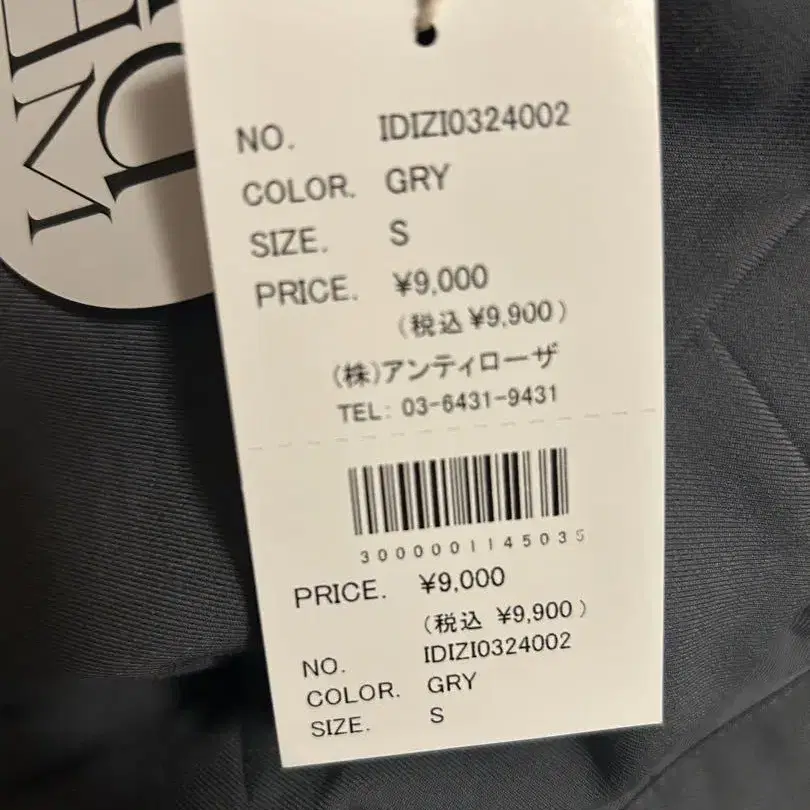 NO. IDIZI0324002
COLOR. GRY
SIZE. S
PRICE. ¥9,000
(税込 ¥9,900)
(株)アンティローザ
TEL: 03-6431-9431
3000001145035
PRICE. ¥9,000
(税込 ¥9,900)
NO. IDIZI0324002
COLOR. GRY
SIZE. S